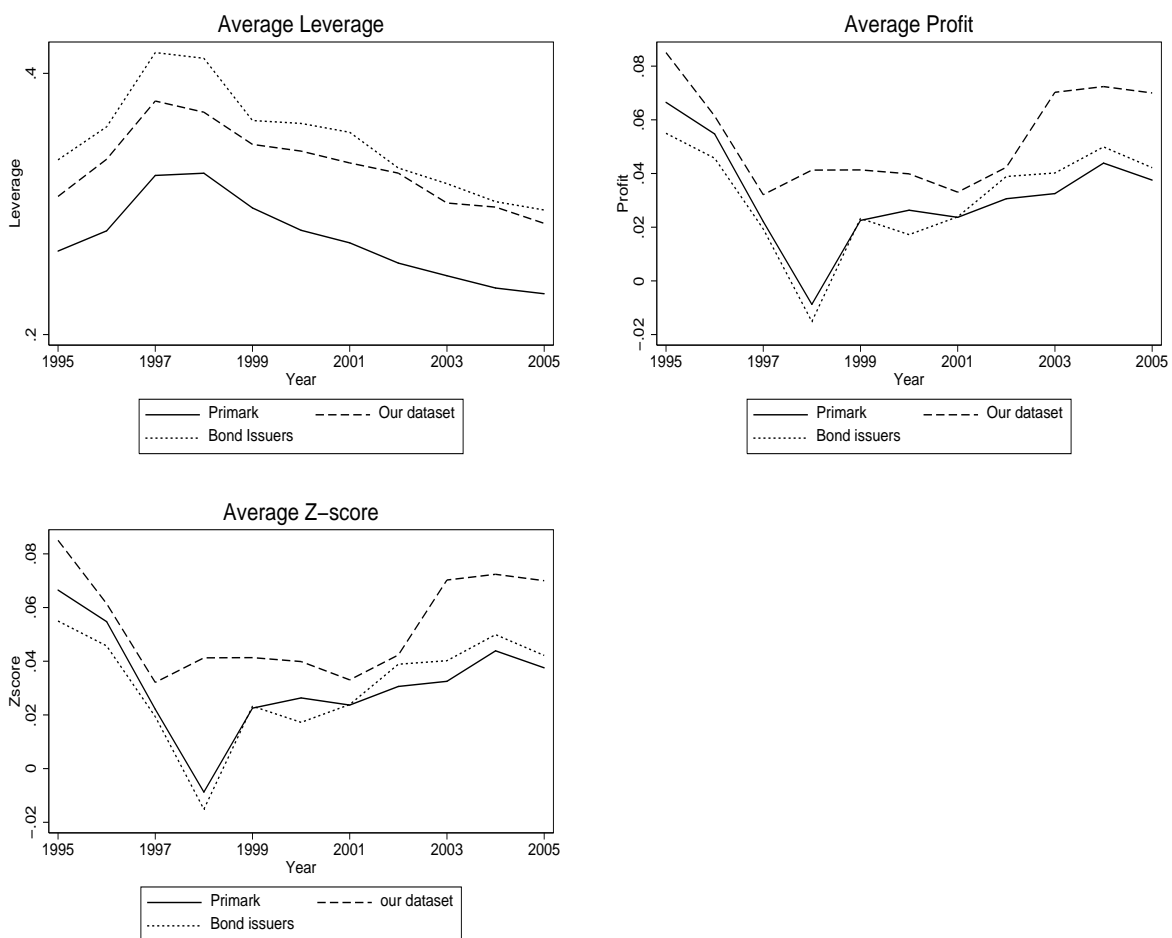 Average Leverage
.4
.2
Leverage
1995 1997 1999 2001 2003 2005
Year
Primark Our dataset
Bond Issuers
Average Profit
.08
.06
.04
.02
0
−.02
Profit
1995 1997 1999 2001 2003 2005
Year
Primark Our dataset
Bond issuers
Average Z−score
.08
.06
.04
.02
0
−.02
Zscore
1995 1997 1999 2001 2003 2005
Year
Primark our dataset
Bond issuers